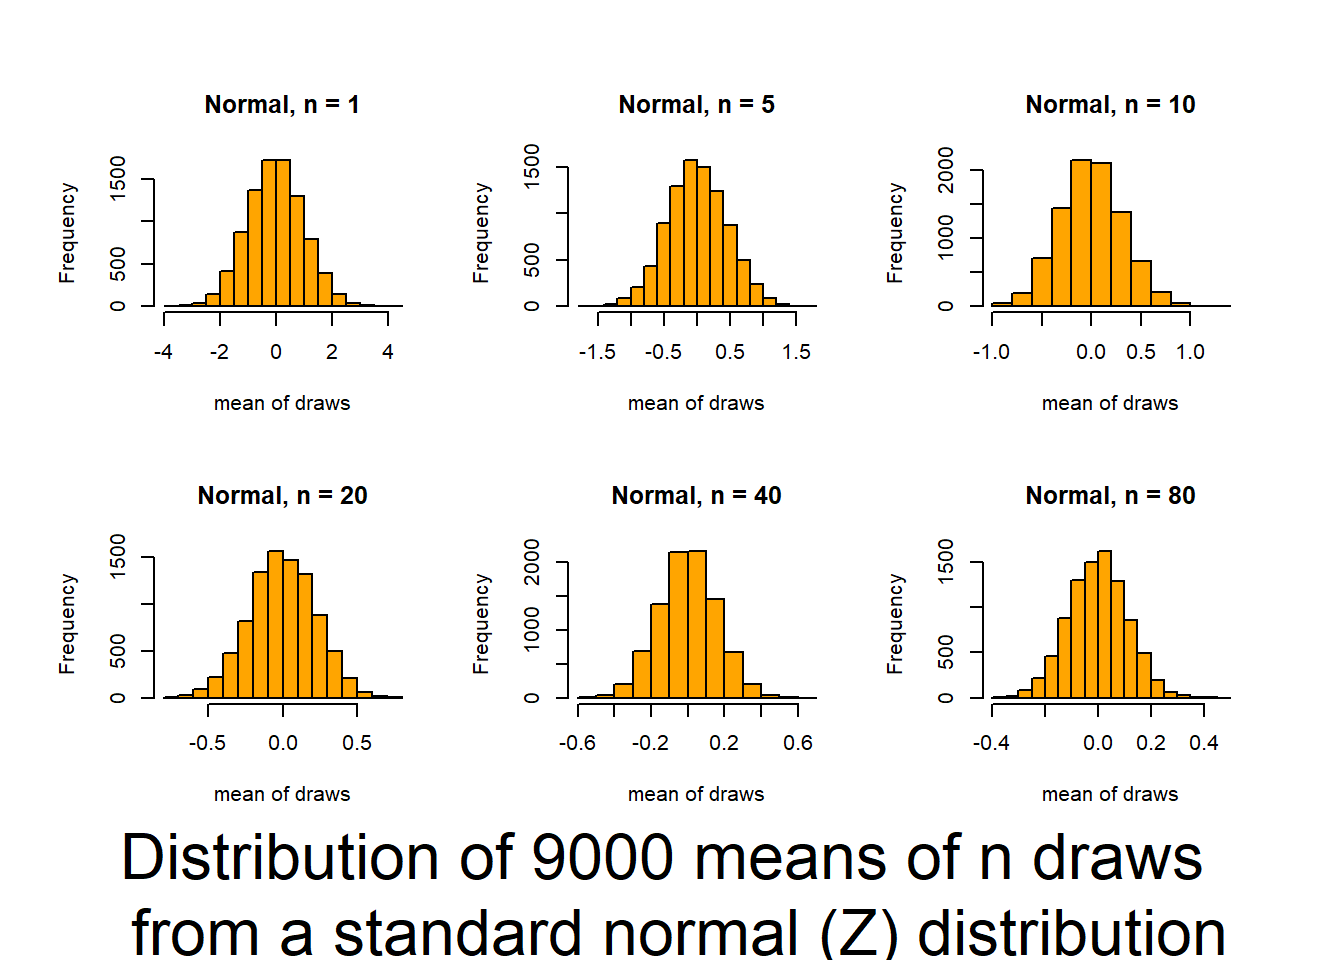 Normal, n = 1
Frequency
0 500 1500
-4 -2 0 2 4
mean of draws
Normal, n = 5
Frequency
0 500 1500
-1.5 -0.5 0.5 1.5
mean of draws
Normal, n = 10
Frequency
0 1000 2000
-1.0 0.0 0.5 1.0
mean of draws
Normal, n = 20
Frequency
0 500 1500
-0.5 0.0 0.5
mean of draws
Normal, n = 40
Frequency
0 1000 2000
-0.6 -0.2 0.2 0.6
mean of draws
Normal, n = 80
Frequency
0 500 1500
-0.4 0.0 0.2 0.4
mean of draws
Distribution of 9000 means of n draws
from a standard normal (Z) distribution